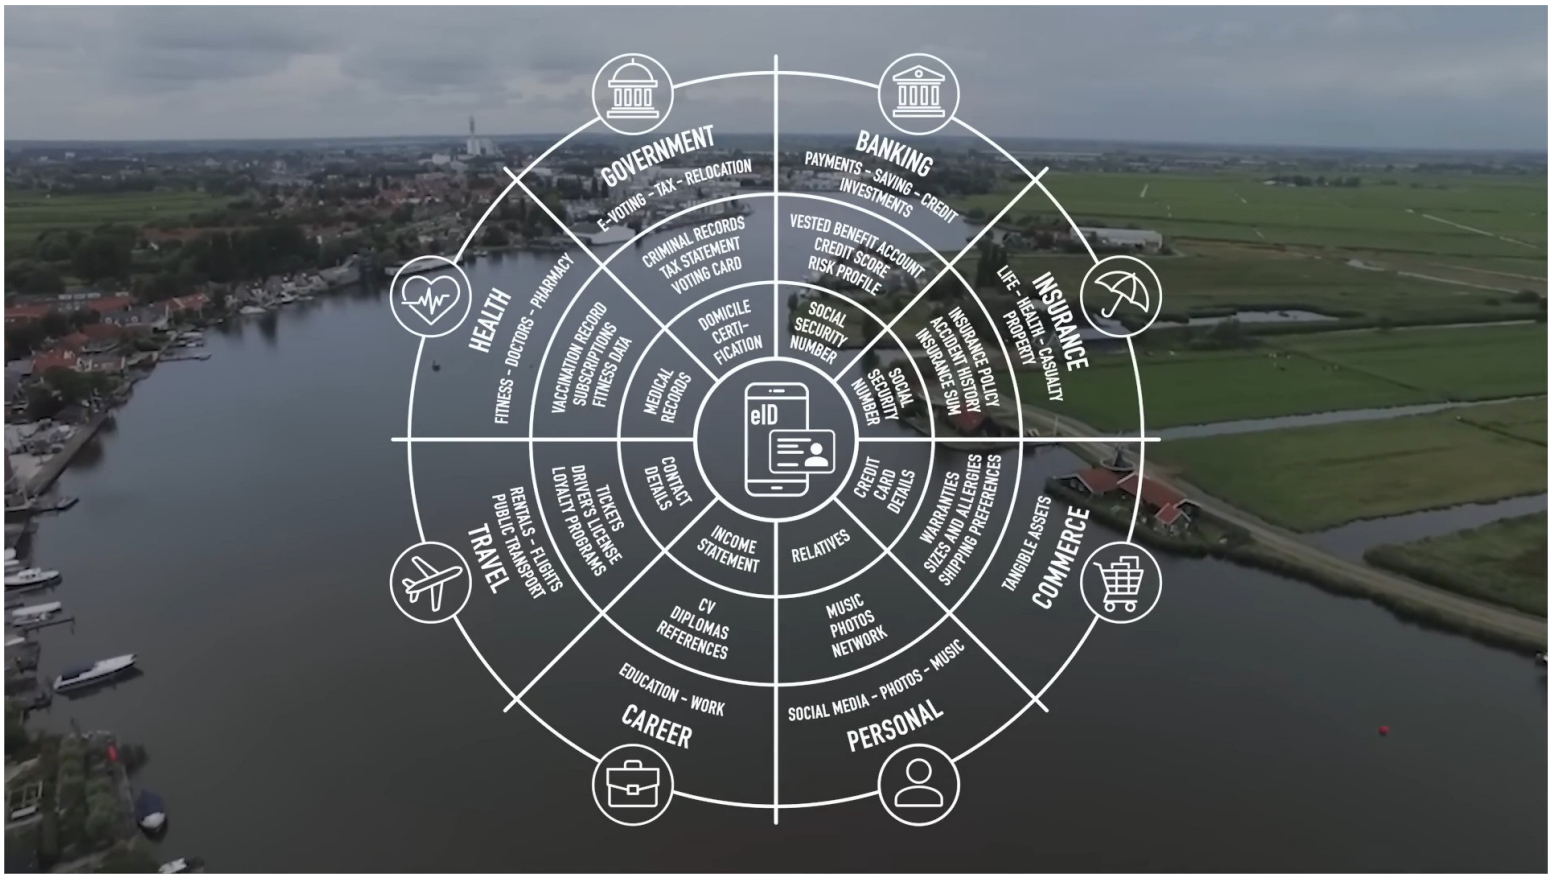 GOVERNMENT
E-VOTING - TAX - RELOCATION
CRIMINAL RECORDS
TAX STATEMENT
VOTING CARD
DOMICILE
CERTI-
FICATION
BANKING
PAYMENTS - SAVING - CREDIT
INVESTMENTS
VESTED BENEFIT ACCOUNT
CREDIT SCORE
RISK PROFILE
SOCIAL
SECURITY
NUMBER
INSURANCE
LIFE - HEALTH - CASUALTY
PROPERTY
INSURANCE POLICY
ACCIDENT HISTORY
INSURANCE SUM
SOCIAL
SECURITY
NUMBER
COMMERCE
TANGIBLE ASSETS
WARRANTIES
SIZES AND ALLERGIES
SHIPPING PREFERENCES
CREDIT
CARD
DETAILS
RELATIVES
MUSIC
PHOTOS
NETWORK
SOCIAL MEDIA - PHOTOS - MUSIC
PERSONAL
INCOME
STATEMENT
CV
DIPLOMAS
REFERENCES
EDUCATION - WORK
CAREER
CONTACT
DETAILS
TICKETS
DRIVER'S LICENSE
LOYALTY PROGRAMS
RENTALS - FLIGHTS
PUBLIC TRANSPORT
TRAVEL
HEALTH
FITNESS - DOCTORS - PHARMACY
VACCINATION RECORD
SUBSCRIPTIONS
FITNESS DATA
MEDICAL
RECORDS
eID